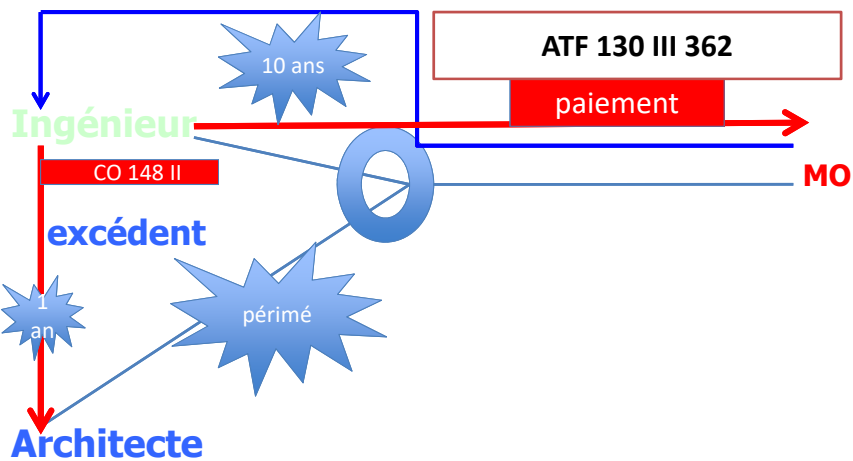 ATF 130 III 362
10 ans
paiement
Ingénieur
CO 148 II
MO
excédent
1
an
périmé
Architecte